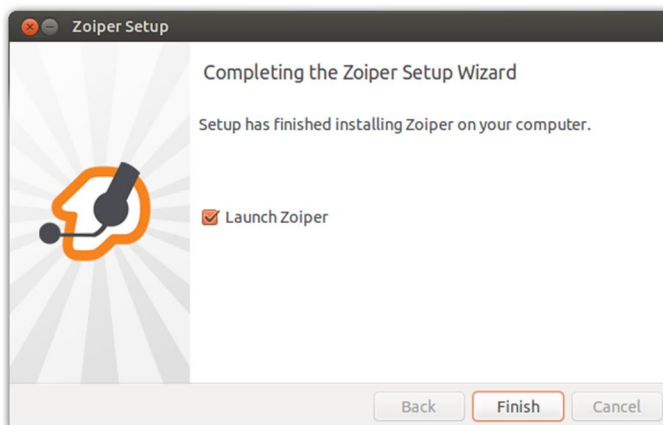 Zoiper Setup
Completing the Zoiper Setup Wizard
Setup has finished installing Zoiper on your computer.
Launch Zoiper
Back Finish Cancel